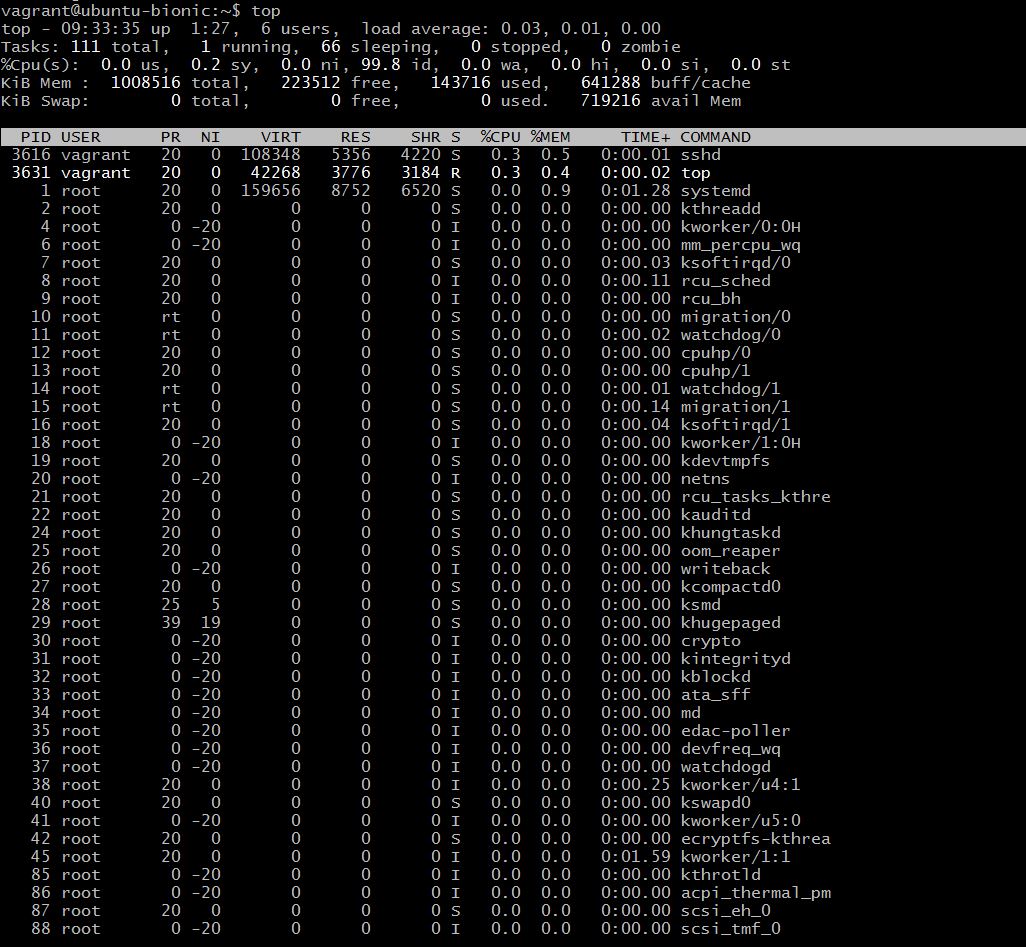 vagrant@ubuntu-bionic:~$ top
top - 09:33:35 up  1:27,  6 users,  load average: 0.03, 0.01, 0.00
Tasks: 111 total,   1 running,  66 sleeping,   0 stopped,   0 zombie
%Cpu(s):  0.0 us,  0.2 sy,  0.0 ni, 99.8 id,  0.0 wa,  0.0 hi,  0.0 si,  0.0 st
KiB Mem :  1008516 total,   223512 free,   143716 used,   641288 buff/cache
KiB Swap:        0 total,        0 free,        0 used.   719216 avail Mem
PID USER      PR  NI    VIRT    RES    SHR S  %CPU %MEM     TIME+ COMMAND
3616 vagrant   20   0  108348   5356   4220 S   0.3  0.5   0:00.01 sshd
3631 vagrant   20   0   42268   3776   3184 R   0.3  0.4   0:00.02 top
1 root      20   0  159656   8752   6520 S   0.0  0.9   0:01.28 systemd
2 root      20   0       0      0      0 S   0.0  0.0   0:00.00 kthreadd
4 root       0 -20       0      0      0 I   0.0  0.0   0:00.00 kworker/0:0H
6 root       0 -20       0      0      0 I   0.0  0.0   0:00.00 mm_percpu_wq
7 root      20   0       0      0      0 S   0.0  0.0   0:00.03 ksoftirqd/0
8 root      20   0       0      0      0 I   0.0  0.0   0:00.11 rcu_sched
9 root      20   0       0      0      0 I   0.0  0.0   0:00.00 rcu_bh
10 root      rt   0       0      0      0 S   0.0  0.0   0:00.00 migration/0
11 root      rt   0       0      0      0 S   0.0  0.0   0:00.02 watchdog/0
12 root      20   0       0      0      0 S   0.0  0.0   0:00.00 cpuhp/0
13 root      20   0       0      0      0 S   0.0  0.0   0:00.00 cpuhp/1
14 root      rt   0       0      0      0 S   0.0  0.0   0:00.01 watchdog/1
15 root      rt   0       0      0      0 S   0.0  0.0   0:00.14 migration/1
16 root      20   0       0      0      0 S   0.0  0.0   0:00.04 ksoftirqd/1
18 root       0 -20       0      0      0 I   0.0  0.0   0:00.00 kworker/1:0H
19 root      20   0       0      0      0 S   0.0  0.0   0:00.00 kdevtmpfs
20 root       0 -20       0      0      0 I   0.0  0.0   0:00.00 netns
21 root      20   0       0      0      0 S   0.0  0.0   0:00.00 rcu_tasks_kthre
22 root      20   0       0      0      0 S   0.0  0.0   0:00.00 kauditd
24 root      20   0       0      0      0 S   0.0  0.0   0:00.00 khungtaskd
25 root      20   0       0      0      0 S   0.0  0.0   0:00.00 oom_reaper
26 root       0 -20       0      0      0 I   0.0  0.0   0:00.00 writeback
27 root      20   0       0      0      0 S   0.0  0.0   0:00.00 kcompactd0
28 root      25   5       0      0      0 S   0.0  0.0   0:00.00 ksmd
29 root      39  19       0      0      0 S   0.0  0.0   0:00.00 khugepaged
30 root       0 -20       0      0      0 I   0.0  0.0   0:00.00 crypto
31 root       0 -20       0      0      0 I   0.0  0.0   0:00.00 kintegrityd
32 root       0 -20       0      0      0 I   0.0  0.0   0:00.00 kblockd
33 root       0 -20       0      0      0 I   0.0  0.0   0:00.00 ata_sff
34 root       0 -20       0      0      0 I   0.0  0.0   0:00.00 md
35 root       0 -20       0      0      0 I   0.0  0.0   0:00.00 edac-poller
36 root       0 -20       0      0      0 I   0.0  0.0   0:00.00 devfreq_wq
37 root       0 -20       0      0      0 I   0.0  0.0   0:00.00 watchdogd
38 root      20   0       0      0      0 I   0.0  0.0   0:00.25 kworker/u4:1
40 root      20   0       0      0      0 S   0.0  0.0   0:00.00 kswapd0
41 root       0 -20       0      0      0 I   0.0  0.0   0:00.00 kworker/u5:0
42 root      20   0       0      0      0 S   0.0  0.0   0:00.00 ecryptfs-kthrea
45 root      20   0       0      0      0 I   0.0  0.0   0:01.59 kworker/1:1
85 root       0 -20       0      0      0 I   0.0  0.0   0:00.00 kthrotld
86 root       0 -20       0      0      0 I   0.0  0.0   0:00.00 acpi_thermal_pm
87 root      20   0       0      0      0 S   0.0  0.0   0:00.00 scsi_eh_0
88 root       0 -20       0      0      0 I   0.0  0.0   0:00.00 scsi_tmf_0